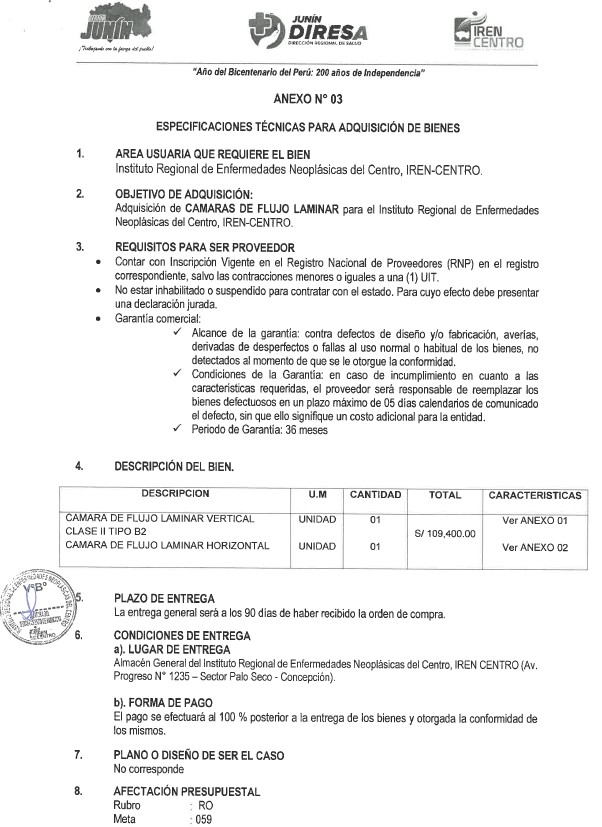 JUNÍN
¡Trabajando con la fuerza del pueblo!
JUNÍN
DIRESA
DIRECCIÓN REGIONAL DE SALUD
IREN
CENTRO
"Año del Bicentenario del Perú: 200 años de Independencia"
ANEXO N° 03
ESPECIFICACIONES TÉCNICAS PARA ADQUISICIÓN DE BIENES
1. AREA USUARIA QUE REQUIERE EL BIEN
Instituto Regional de Enfermedades Neoplásicas del Centro, IREN-CENTRO.
2. OBJETIVO DE ADQUISICIÓN:
Adquisición de CAMARAS DE FLUJO LAMINAR para el Instituto Regional de Enfermedades
Neoplásicas del Centro, IREN-CENTRO.
3. REQUISITOS PARA SER PROVEEDOR
• Contar con Inscripción Vigente en el Registro Nacional de Proveedores (RNP) en el registro
correspondiente, salvo las contracciones menores o iguales a una (1) UIT.
• No estar inhabilitado o suspendido para contratar con el estado. Para cuyo efecto debe presentar
una declaración jurada.
• Garantía comercial:
✓ Alcance de la garantía: contra defectos de diseño y/o fabricación, averías,
derivadas de desperfectos o fallas al uso normal o habitual de los bienes, no
detectados al momento de que se le otorgue la conformidad.
✓ Condiciones de la Garantía: en caso de incumplimiento en cuanto a las
características requeridas, el proveedor será responsable de reemplazar los
bienes defectuosos en un plazo máximo de 05 días calendarios de comunicado
el defecto, sin que ello signifique un costo adicional para la entidad.
✓ Periodo de Garantía: 36 meses
4. DESCRIPCIÓN DEL BIEN.
DESCRIPCION U.M CANTIDAD TOTAL CARACTERISTICAS
CAMARA DE FLUJO LAMINAR VERTICAL UNIDAD 01 Ver ANEXO 01
CLASE II TIPO B2 S/ 109,400.00
CAMARA DE FLUJO LAMINAR HORIZONTAL UNIDAD 01 Ver ANEXO 02
V°B°
5. PLAZO DE ENTREGA
La entrega general será a los 90 días de haber recibido la orden de compra.
6. CONDICIONES DE ENTREGA
a). LUGAR DE ENTREGA
Almacén General del Instituto Regional de Enfermedades Neoplásicas del Centro, IREN CENTRO (Av.
Progreso N° 1235 – Sector Palo Seco - Concepción).
b). FORMA DE PAGO
El pago se efectuará al 100 % posterior a la entrega de los bienes y otorgada la conformidad de
los mismos.
7. PLANO O DISEÑO DE SER EL CASO
No corresponde
8. AFECTACIÓN PRESUPUESTAL
Rubro : RO
Meta : 059